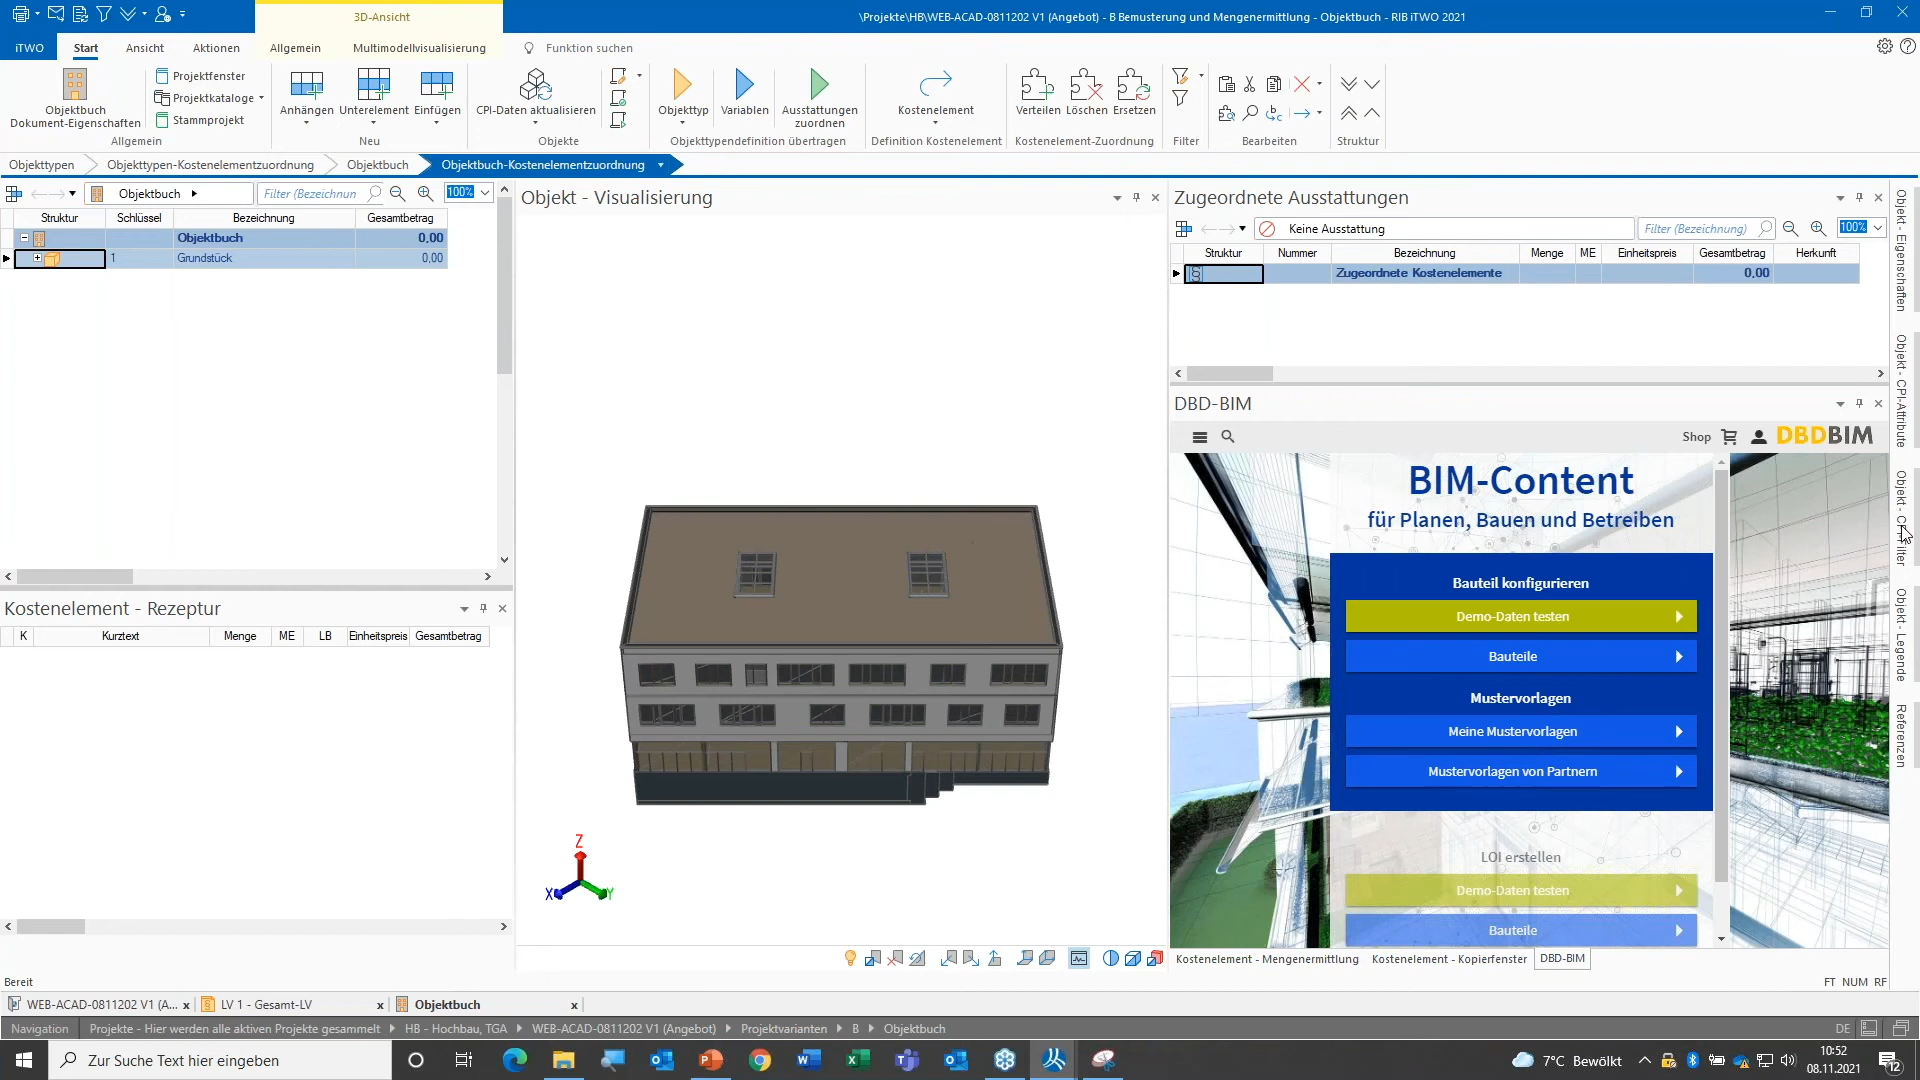 3D-Ansicht
\Projekte\HB\WEB-ACAD-0811202 V1 (Angebot) - B Bemusterung und Mengenermittlung - Objektbuch - RIB iTWO 2021
iTWO Start Ansicht Aktionen Allgemein Multimodellvisualisierung Funktion suchen
Objektbuch Dokument-Eigenschaften
Projektfenster
Projektkataloge
Stammprojekt
Anhängen Unterelement Einfügen
CPI-Daten aktualisieren
Objekttyp Variablen Ausstattungen zuordnen
Kostenelement
Verteilen Löschen Ersetzen
Allgemein Neu Objekte Objekttypendefinition übertragen Definition Kostenelement Kostenelement-Zuordnung Filter Bearbeiten Struktur
Objekttypen Objekttypen-Kostenelementzuordnung Objektbuch Objektbuch-Kostenelementzuordnung
Objektbuch Filter (Bezeichnun 100%
Struktur Schlüssel Bezeichnung Gesamtbetrag
Objektbuch 0,00
1 Grundstück 0,00
Kostenelement - Rezeptur
K Kurztext Menge ME LB Einheitspreis Gesamtbetrag
Objekt - Visualisierung
Z
X Y
Zugeordnete Ausstattungen
Keine Ausstattung Filter (Bezeichnung) 100%
Struktur Nummer Bezeichnung Menge ME Einheitspreis Gesamtbetrag Herkunft
Zugeordnete Kostenelemente 0,00
DBD-BIM
Shop DBDBIM
BIM-Content
für Planen, Bauen und Betreiben
Bauteil konfigurieren
Demo-Daten testen
Bauteile
Mustervorlagen
Meine Mustervorlagen
Mustervorlagen von Partnern
LOI erstellen
Demo-Daten testen
Bauteile
Kostenelement - Mengenermittlung Kostenelement - Kopierfenster DBD-BIM
Objekt - Eigenschaften
Objekt - CPI-Attribute
Objekt - CPI-Filter
Objekt - Legende
Referenzen
Bereit
FT NUM RF
WEB-ACAD-0811202 V1 (A... x LV 1 - Gesamt-LV x Objektbuch x
Navigation Projekte - Hier werden alle aktiven Projekte gesammelt HB - Hochbau, TGA WEB-ACAD-0811202 V1 (Angebot) Projektvarianten B Objektbuch DE
Zur Suche Text hier eingeben
7°C Bewölkt
10:52
08.11.2021
12